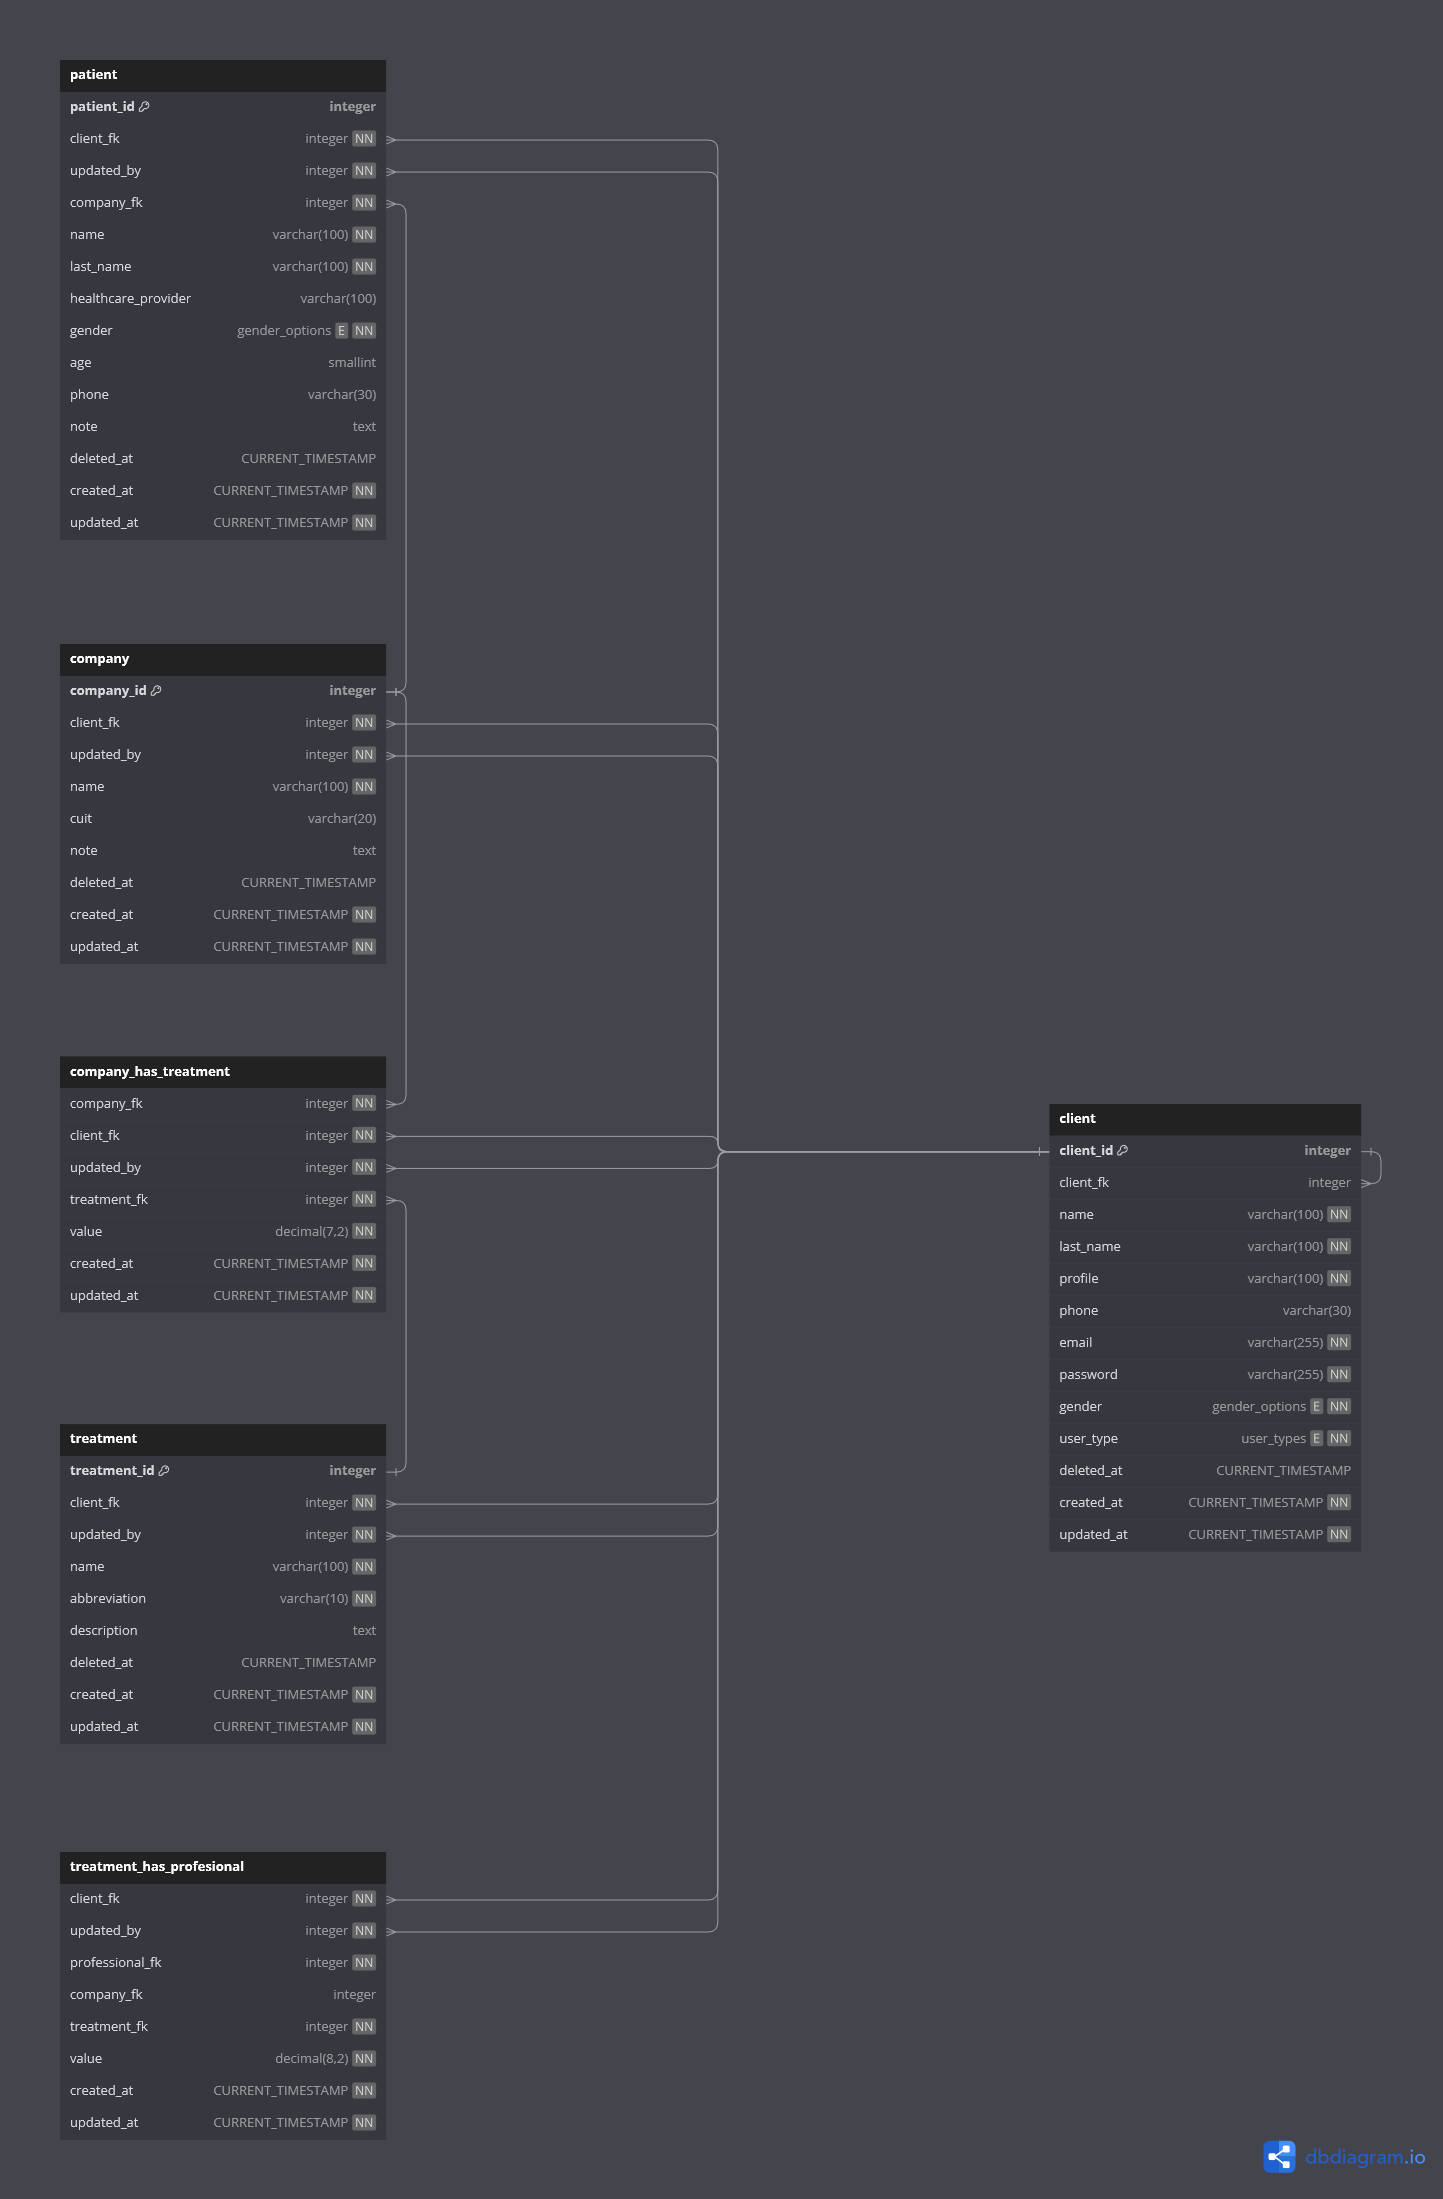 patient
patient_id integer
client_fk integer NN
updated_by integer NN
company_fk integer NN
name varchar(100) NN
last_name varchar(100) NN
healthcare_provider varchar(100)
gender gender_options E NN
age smallint
phone varchar(30)
note text
deleted_at CURRENT_TIMESTAMP
created_at CURRENT_TIMESTAMP NN
updated_at CURRENT_TIMESTAMP NN
company
company_id integer
client_fk integer NN
updated_by integer NN
name varchar(100) NN
cuit varchar(20)
note text
deleted_at CURRENT_TIMESTAMP
created_at CURRENT_TIMESTAMP NN
updated_at CURRENT_TIMESTAMP NN
company_has_treatment
company_fk integer NN
client_fk integer NN
updated_by integer NN
treatment_fk integer NN
value decimal(7,2) NN
created_at CURRENT_TIMESTAMP NN
updated_at CURRENT_TIMESTAMP NN
treatment
treatment_id integer
client_fk integer NN
updated_by integer NN
name varchar(100) NN
abbreviation varchar(10) NN
description text
deleted_at CURRENT_TIMESTAMP
created_at CURRENT_TIMESTAMP NN
updated_at CURRENT_TIMESTAMP NN
treatment_has_profesional
client_fk integer NN
updated_by integer NN
professional_fk integer NN
company_fk integer
treatment_fk integer NN
value decimal(8,2) NN
created_at CURRENT_TIMESTAMP NN
updated_at CURRENT_TIMESTAMP NN
client
client_id integer
client_fk integer
name varchar(100) NN
last_name varchar(100) NN
profile varchar(100) NN
phone varchar(30)
email varchar(255) NN
password varchar(255) NN
gender gender_options E NN
user_type user_types E NN
deleted_at CURRENT_TIMESTAMP
created_at CURRENT_TIMESTAMP NN
updated_at CURRENT_TIMESTAMP NN
dbdiagram.io